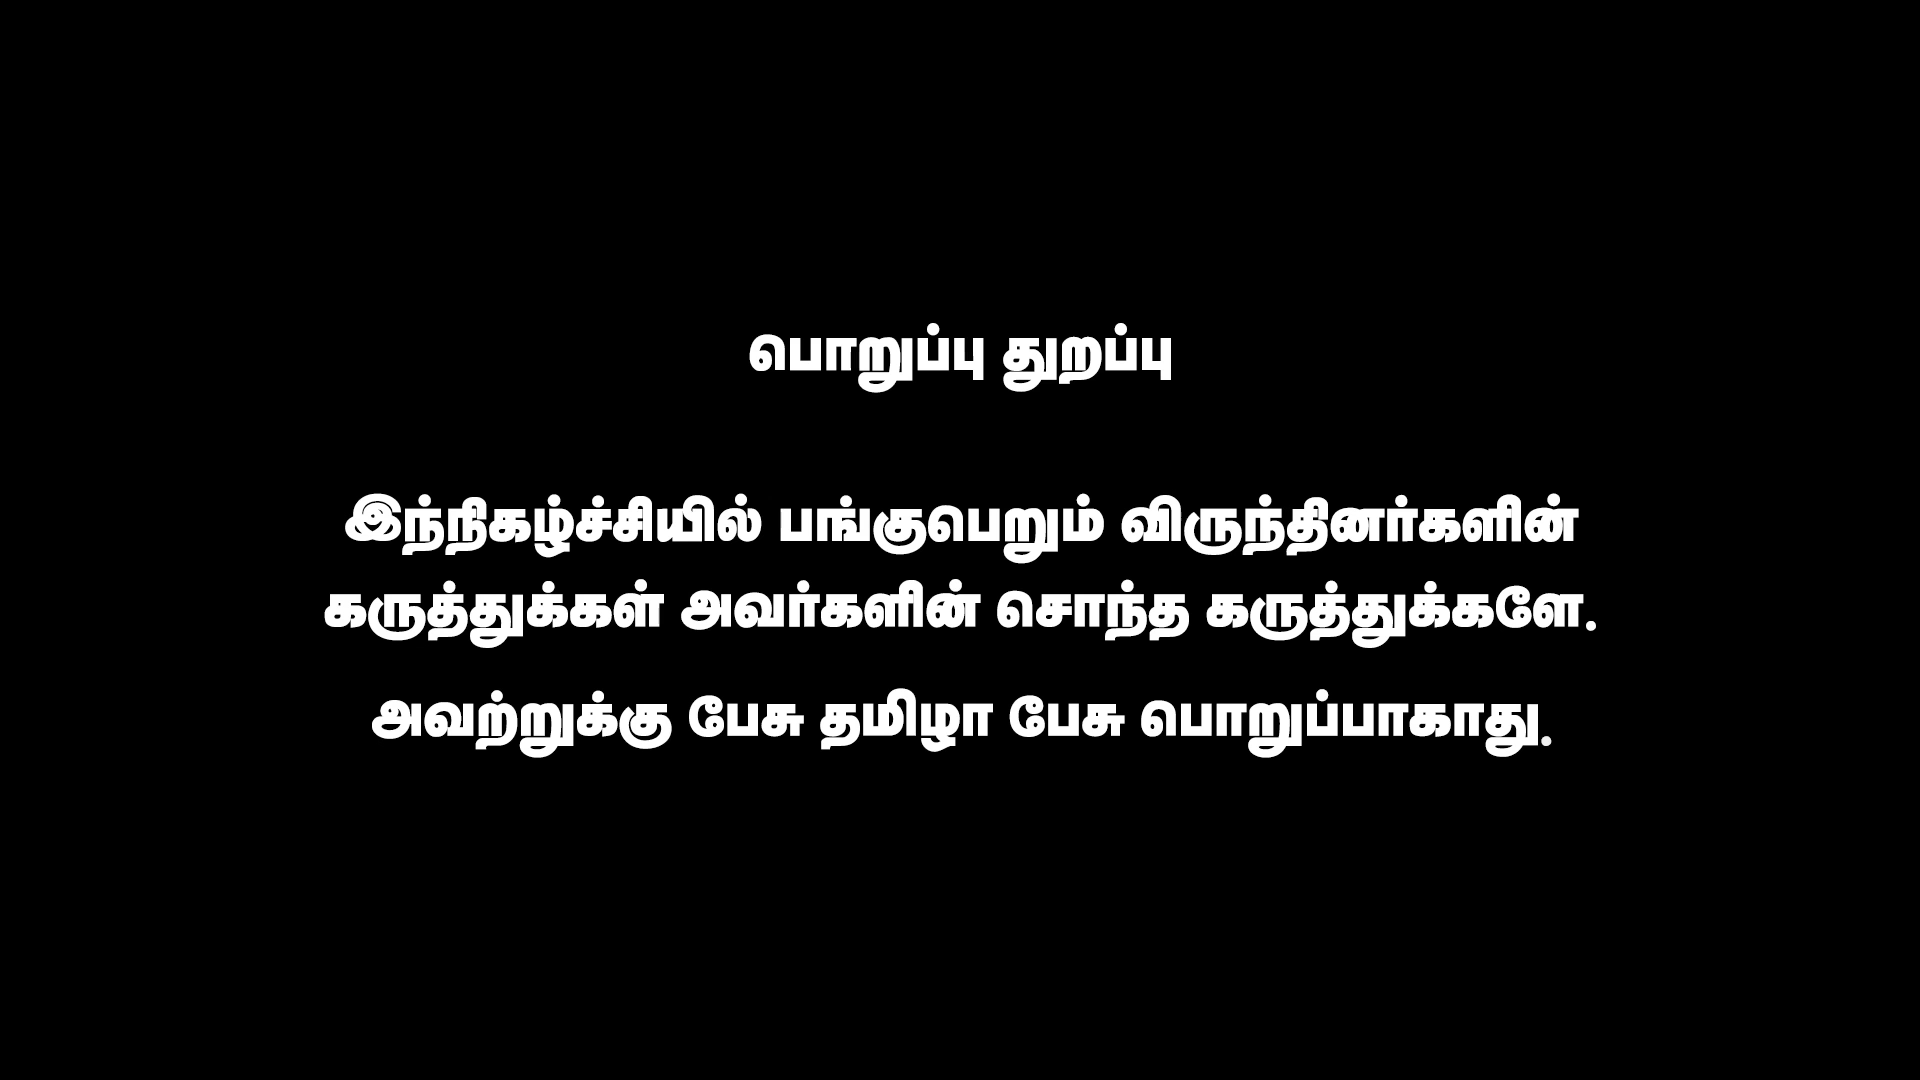 பொறுப்பு துறப்பு
இந்நிகழ்ச்சியில் பங்குபெறும் விருந்தினர்களின்
கருத்துக்கள் அவர்களின் சொந்த கருத்துக்களே.
அவற்றுக்கு பேசு தமிழா பேசு பொறுப்பாகாது.